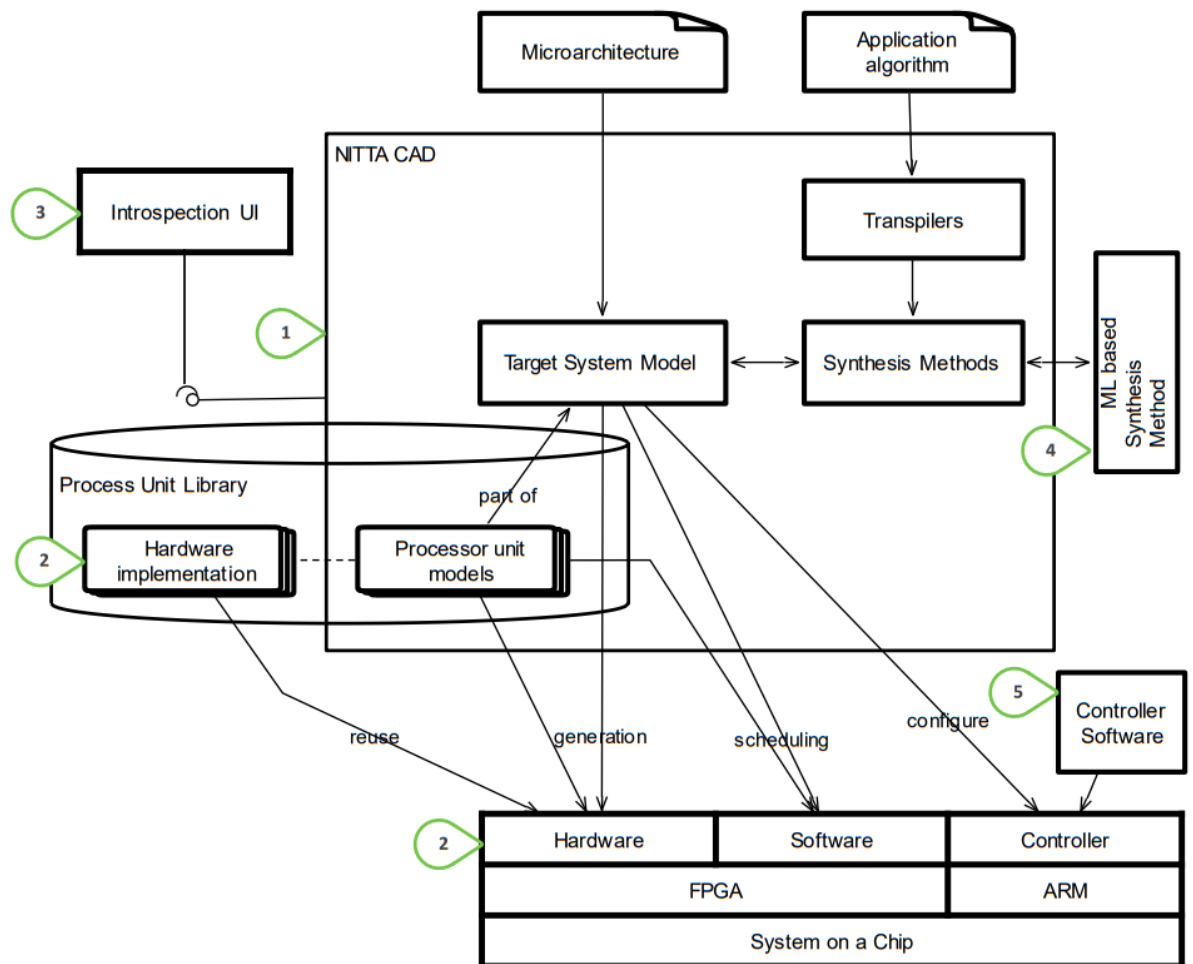 Microarchitecture
Application
algorithm
NITTA CAD
3
Introspection UI
Transpilers
1
Target System Model
Synthesis Methods
ML based
Synthesis
Method
4
Process Unit Library
part of
2
Hardware
implementation
Processor unit
models
5
Controller
Software
reuse
generation
scheduling
configure
2
Hardware
Software
Controller
FPGA
ARM
System on a Chip